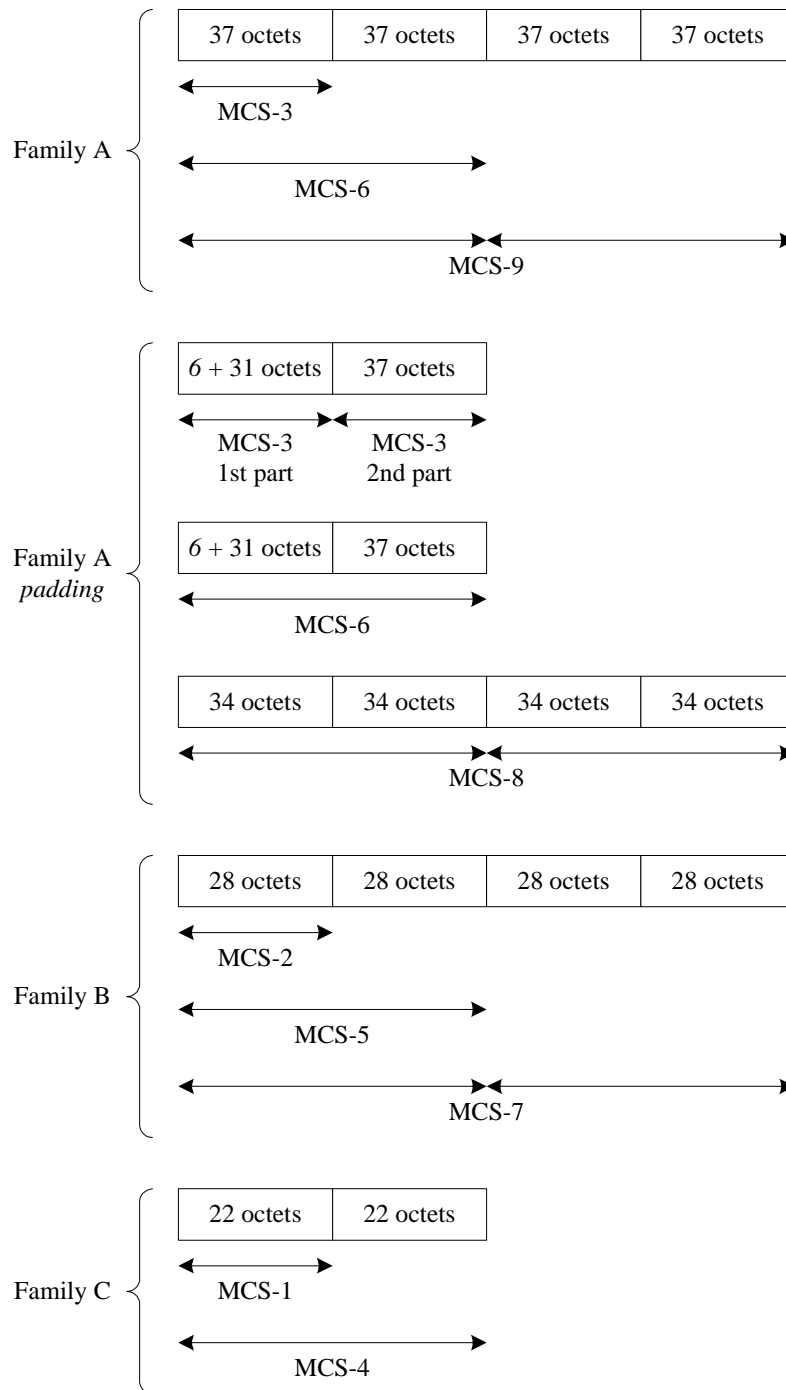 37 octets 37 octets 37 octets 37 octets
MCS-3
Family A
MCS-6
MCS-9
6 + 31 octets 37 octets
MCS-3 MCS-3
1st part 2nd part
6 + 31 octets 37 octets
Family A
padding
MCS-6
34 octets 34 octets 34 octets 34 octets
MCS-8
28 octets 28 octets 28 octets 28 octets
MCS-2
Family B
MCS-5
MCS-7
22 octets 22 octets
MCS-1
Family C
MCS-4